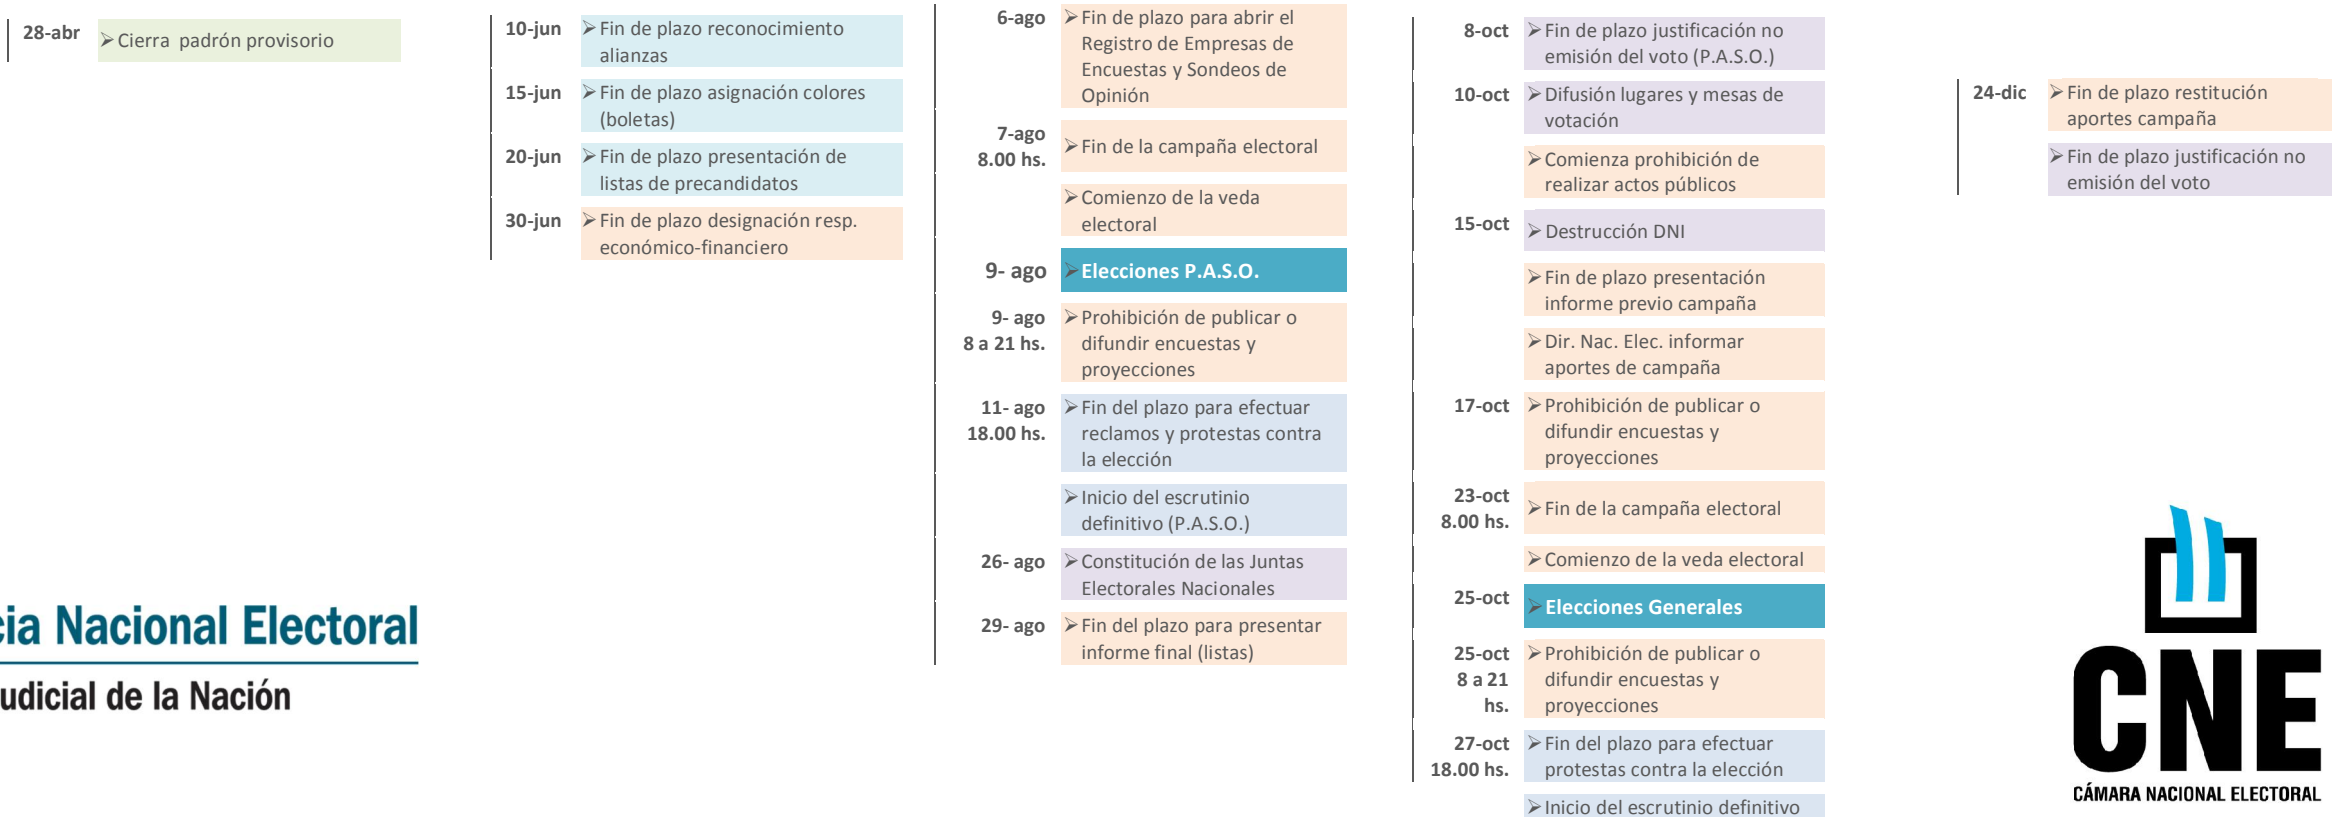 28-abr
➢Cierra  padrón provisorio
10-jun
➢Fin de plazo reconocimiento
alianzas
15-jun
➢Fin de plazo asignación colores
(boletas)
20-jun
➢Fin de plazo presentación de
listas de precandidatos
30-jun
➢Fin de plazo designación resp.
económico-financiero
6-ago
➢Fin de plazo para abrir el
Registro de Empresas de
Encuestas y Sondeos de
Opinión
7-ago
8.00 hs.
➢Fin de la campaña electoral
➢Comienzo de la veda
electoral
9- ago
➢Elecciones P.A.S.O.
9- ago
8 a 21 hs.
➢Prohibición de publicar o
difundir encuestas y
proyecciones
11- ago
18.00 hs.
➢Fin del plazo para efectuar
reclamos y protestas contra
la elección
➢Inicio del escrutinio
definitivo (P.A.S.O.)
26- ago
➢Constitución de las Juntas
Electorales Nacionales
29- ago
➢Fin del plazo para presentar
informe final (listas)
8-oct
➢Fin de plazo justificación no
emisión del voto (P.A.S.O.)
10-oct
➢Difusión lugares y mesas de
votación
➢Comienza prohibición de
realizar actos públicos
15-oct
➢Destrucción DNI
➢Fin de plazo presentación
informe previo campaña
➢Dir. Nac. Elec. informar
aportes de campaña
17-oct
➢Prohibición de publicar o
difundir encuestas y
proyecciones
23-oct
8.00 hs.
➢Fin de la campaña electoral
➢Comienzo de la veda electoral
25-oct
➢Elecciones Generales
25-oct
8 a 21
hs.
➢Prohibición de publicar o
difundir encuestas y
proyecciones
27-oct
18.00 hs.
➢Fin del plazo para efectuar
protestas contra la elección
➢Inicio del escrutinio definitivo
24-dic
➢Fin de plazo restitución
aportes campaña
➢Fin de plazo justificación no
emisión del voto
cia Nacional Electoral
udicial de la Nación
CNE
CÁMARA NACIONAL ELECTORAL